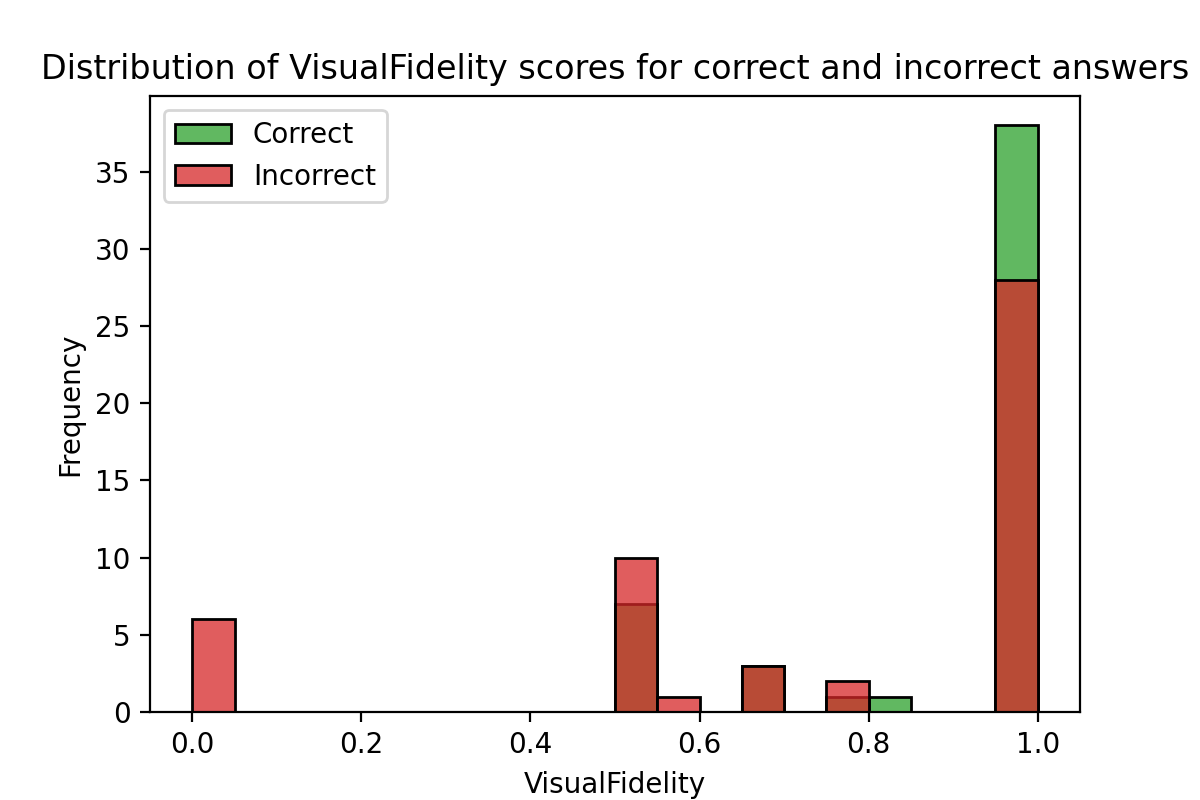 Distribution of VisualFidelity scores for correct and incorrect answers
Correct
Incorrect
Frequency
35
30
25
20
15
10
5
0
0.0 0.2 0.4 0.6 0.8 1.0
VisualFidelity